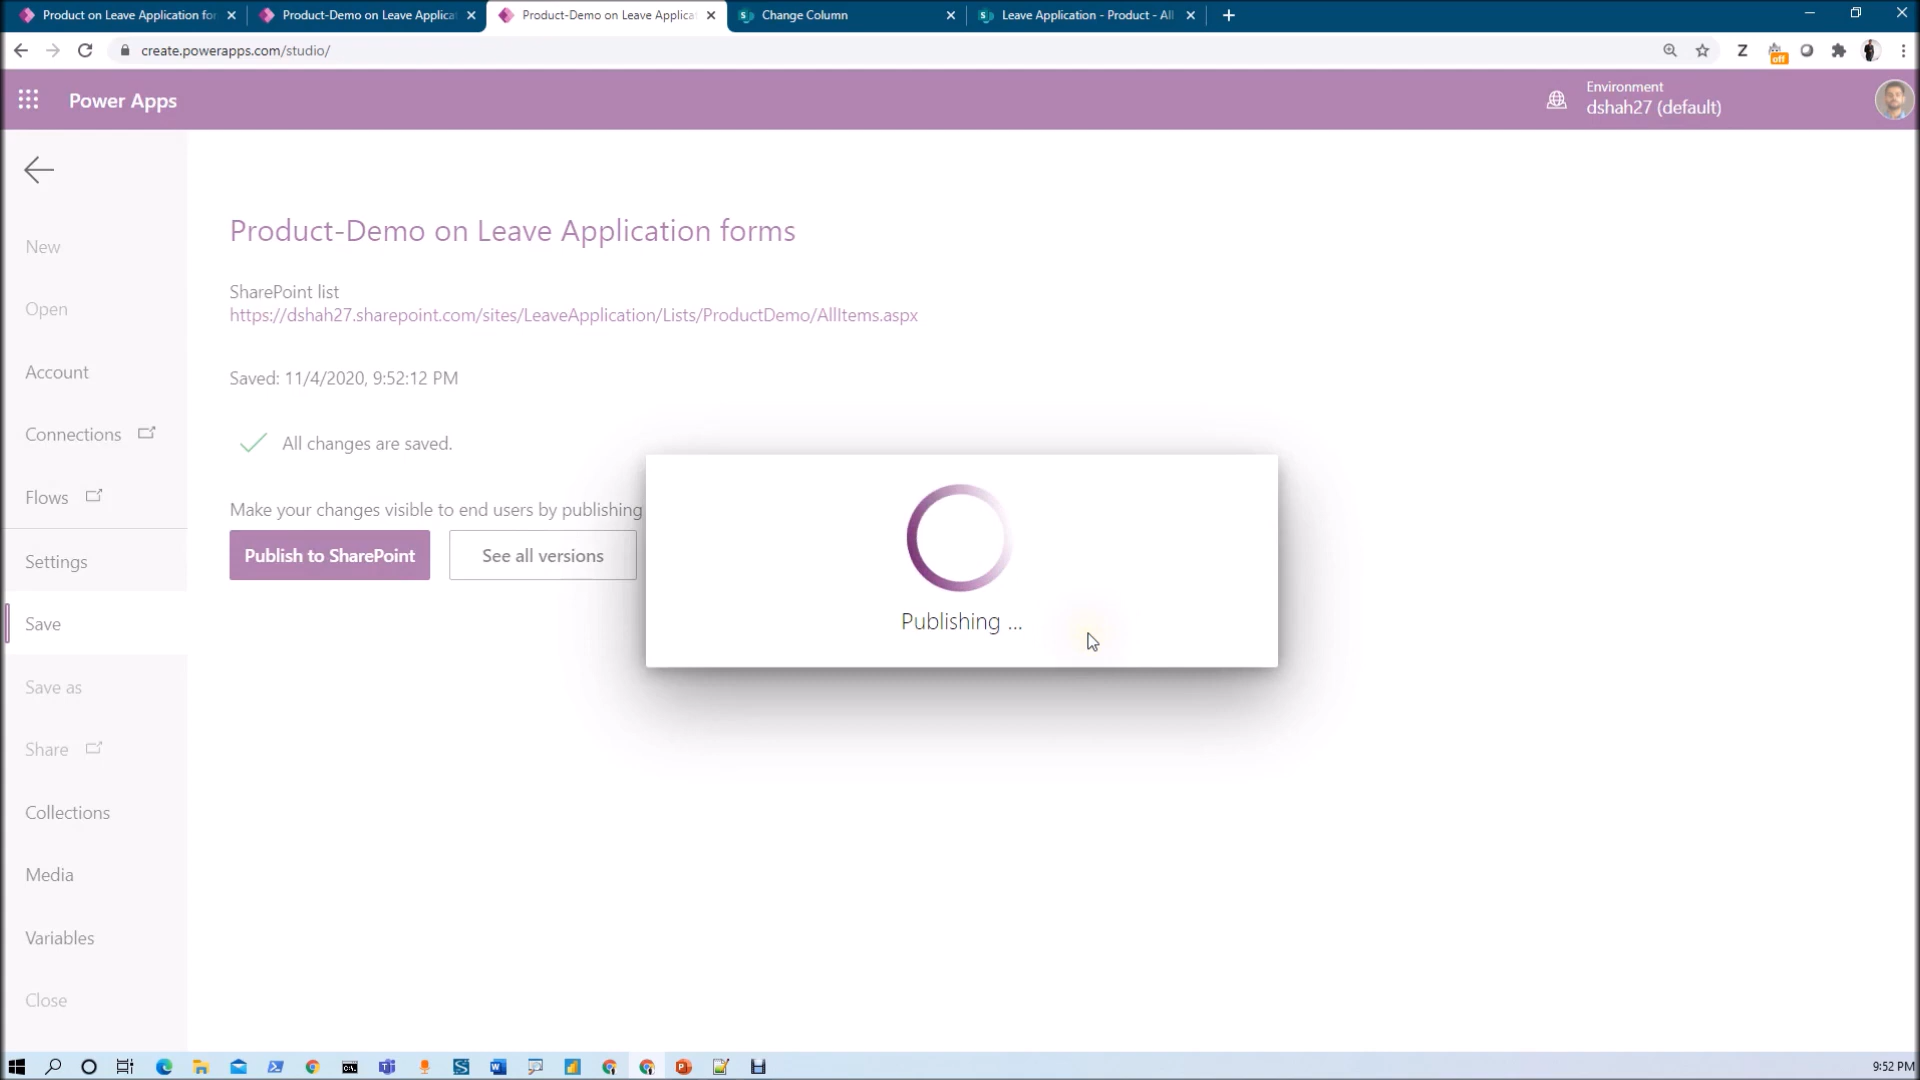 Product on Leave Application for
Product-Demo on Leave Applica
Product-Demo on Leave Applica
Change Column
Leave Application - Product - All
create.powerapps.com/studio/
Z
off
Power Apps
Environment
dshah27 (default)
New
Open
Account
Connections
Flows
Settings
Save
Save as
Share
Collections
Media
Variables
Close
Product-Demo on Leave Application forms
SharePoint list
https://dshah27.sharepoint.com/sites/LeaveApplication/Lists/ProductDemo/AllItems.aspx
Saved: 11/4/2020, 9:52:12 PM
All changes are saved.
Make your changes visible to end users by publishing
Publish to SharePoint
See all versions
Publishing ...
9:52 PM